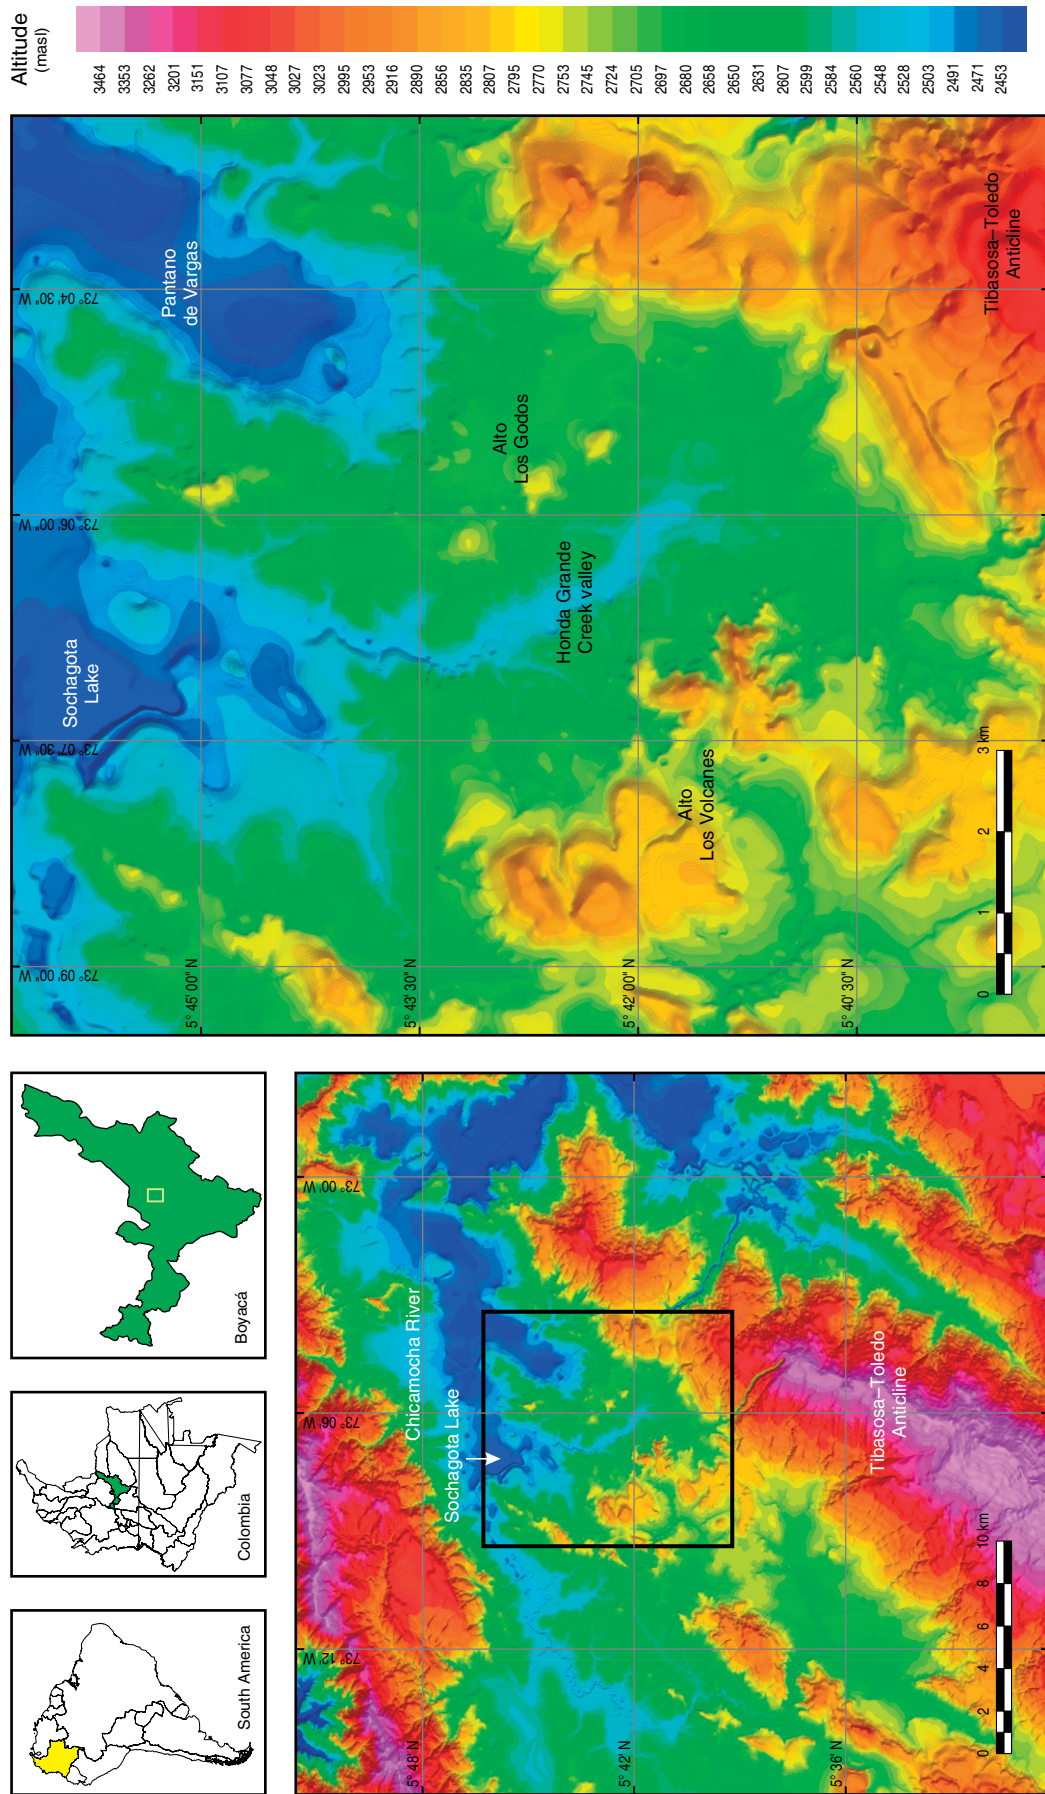 South America
Colombia
Boyacá
73° 12' W
73° 06' W
73° 00' W
5° 48' N
5° 42' N
5° 36' N
Chicamocha River
Sochagota Lake
Tibasosa–Toledo
Anticline
0 2 4 6 8 10 km
73° 09' 00" W
73° 07' 30" W
73° 06' 00" W
73° 04' 30" W
Sochagota
Lake
Pantano
de Vargas
5° 45' 00" N
5° 43' 30" N
Alto
Los Godos
Honda Grande
Creek valley
5° 42' 00" N
Alto
Los Volcanes
5° 40' 30" N
Tibasosa–Toledo
Anticline
0 1 2 3 km
Altitude
(masl)
3464
3353
3262
3201
3151
3107
3077
3048
3027
3023
2995
2953
2916
2890
2856
2835
2807
2795
2770
2753
2745
2724
2705
2697
2680
2658
2650
2631
2607
2599
2584
2560
2548
2528
2503
2491
2471
2453